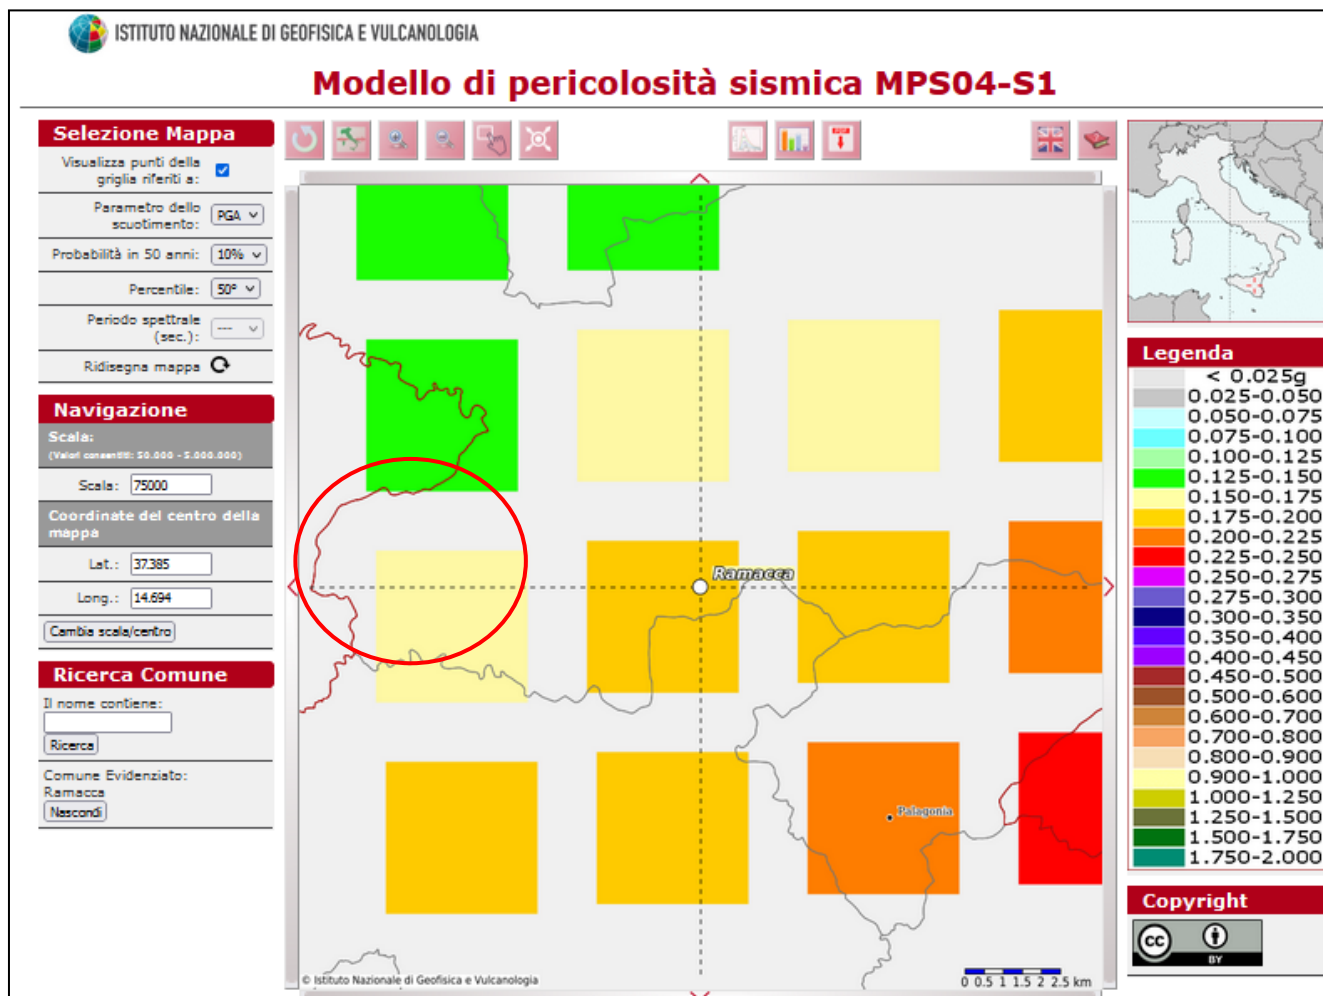 ISTITUTO NAZIONALE DI GEOFISICA E VULCANOLOGIA
Modello di pericolosità sismica MPS04-S1
Selezione Mappa
Visualizza punti della
griglia riferiti a:
Parametro dello
scuotimento:
PGA
Probabilità in 50 anni:
10%
Percentile:
50°
Periodo spettrale
(sec.):
---
Ridisegna mappa
Navigazione
Scala:
(Valori consentiti: 50.000 - 5.000.000)
Scala:
75000
Coordinate del centro della
mappa
Lat.:
37.385
Long.:
14.694
Cambia scala/centro
Ricerca Comune
Il nome contiene:
Ricerca
Comune Evidenziato:
Ramacca
Nascondi
Ramacca
Palagonia
© Istituto Nazionale di Geofisica e Vulcanologia
0 0.5 1 1.5 2 2.5 km
Legenda
< 0.025g
0.025-0.050
0.050-0.075
0.075-0.100
0.100-0.125
0.125-0.150
0.150-0.175
0.175-0.200
0.200-0.225
0.225-0.250
0.250-0.275
0.275-0.300
0.300-0.350
0.350-0.400
0.400-0.450
0.450-0.500
0.500-0.600
0.600-0.700
0.700-0.800
0.800-0.900
0.900-1.000
1.000-1.250
1.250-1.500
1.500-1.750
1.750-2.000
Copyright
cc
BY